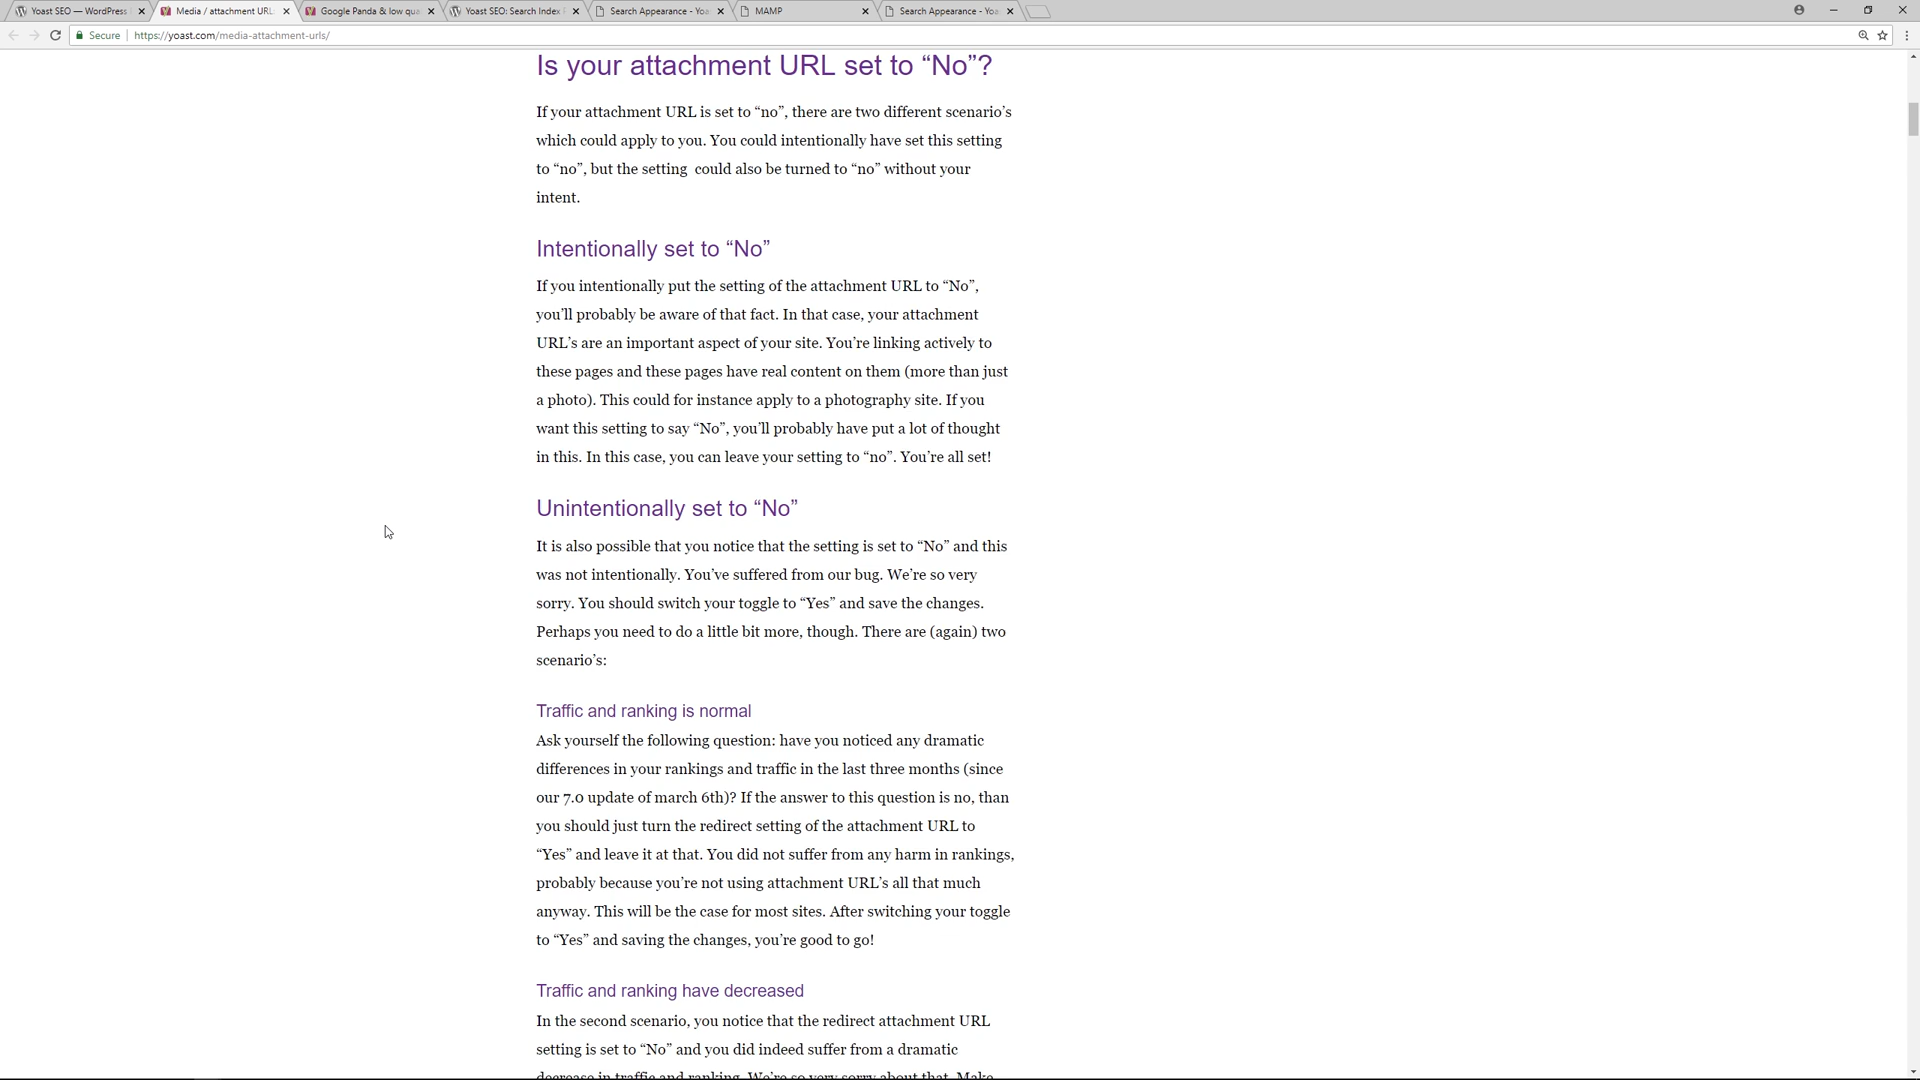 Yoast SEO — WordPress
Media / attachment URL
Google Panda & low qua
Yoast SEO: Search Index
Search Appearance - Yoa
MAMP
Search Appearance - Yoa
Secure
https://yoast.com/media-attachment-urls/
Is your attachment URL set to “No”?
If your attachment URL is set to “no”, there are two different scenario’s
which could apply to you. You could intentionally have set this setting
to “no”, but the setting  could also be turned to “no” without your
intent.
Intentionally set to “No”
If you intentionally put the setting of the attachment URL to “No”,
you’ll probably be aware of that fact. In that case, your attachment
URL’s are an important aspect of your site. You’re linking actively to
these pages and these pages have real content on them (more than just
a photo). This could for instance apply to a photography site. If you
want this setting to say “No”, you’ll probably have put a lot of thought
in this. In this case, you can leave your setting to “no”. You’re all set!
Unintentionally set to “No”
It is also possible that you notice that the setting is set to “No” and this
was not intentionally. You’ve suffered from our bug. We’re so very
sorry. You should switch your toggle to “Yes” and save the changes.
Perhaps you need to do a little bit more, though. There are (again) two
scenario’s:
Traffic and ranking is normal
Ask yourself the following question: have you noticed any dramatic
differences in your rankings and traffic in the last three months (since
our 7.0 update of march 6th)? If the answer to this question is no, than
you should just turn the redirect setting of the attachment URL to
“Yes” and leave it at that. You did not suffer from any harm in rankings,
probably because you’re not using attachment URL’s all that much
anyway. This will be the case for most sites. After switching your toggle
to “Yes” and saving the changes, you’re good to go!
Traffic and ranking have decreased
In the second scenario, you notice that the redirect attachment URL
setting is set to “No” and you did indeed suffer from a dramatic
decrease in traffic and ranking. We’re so very sorry about that. Make